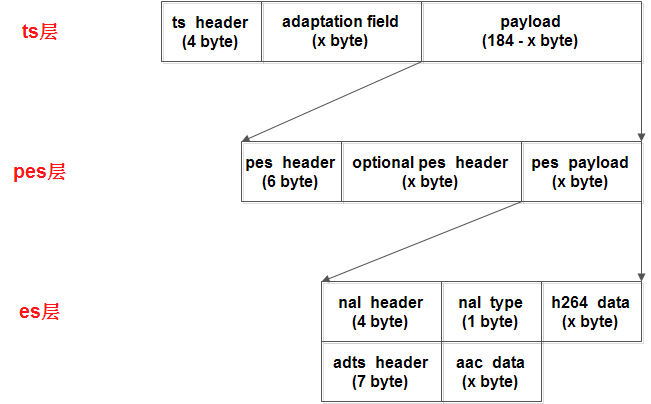 ts层
ts header
(4 byte)
adaptation field
(x byte)
payload
(184 - x byte)
pes层
pes header
(6 byte)
optional pes header
(x byte)
pes payload
(x byte)
es层
nal header
(4 byte)
nal type
(1 byte)
h264 data
(x byte)
adts header
(7 byte)
aac data
(x byte)